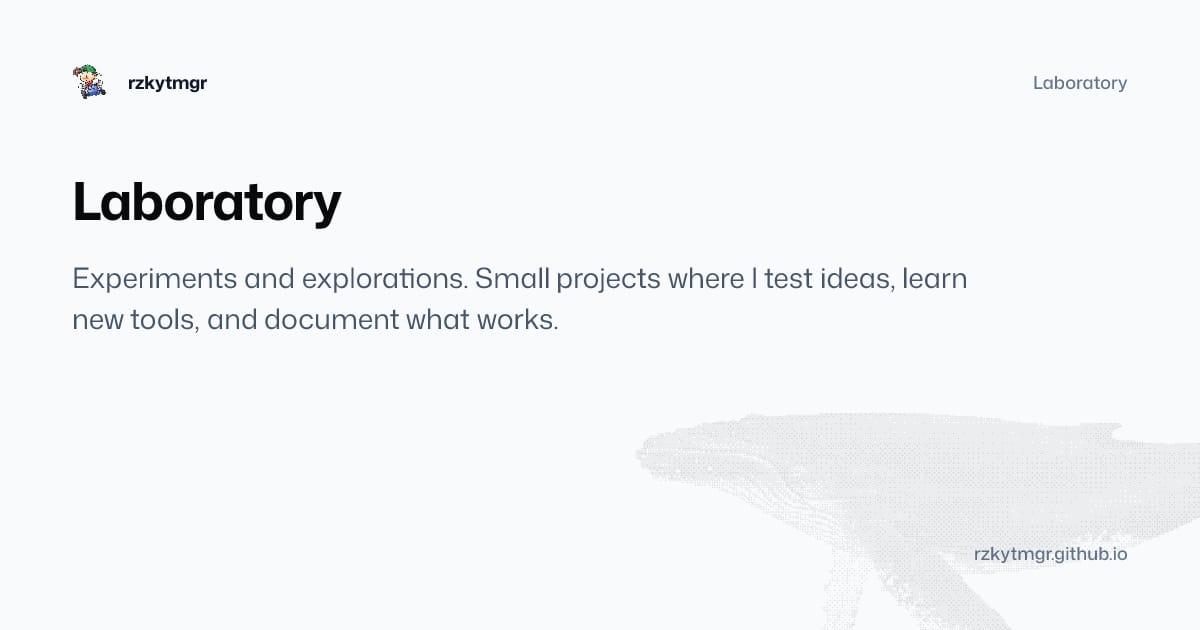 rzkytmgr
Laboratory
Laboratory
Experiments and explorations. Small projects where I test ideas, learn
new tools, and document what works.
rzkytmgr.github.io